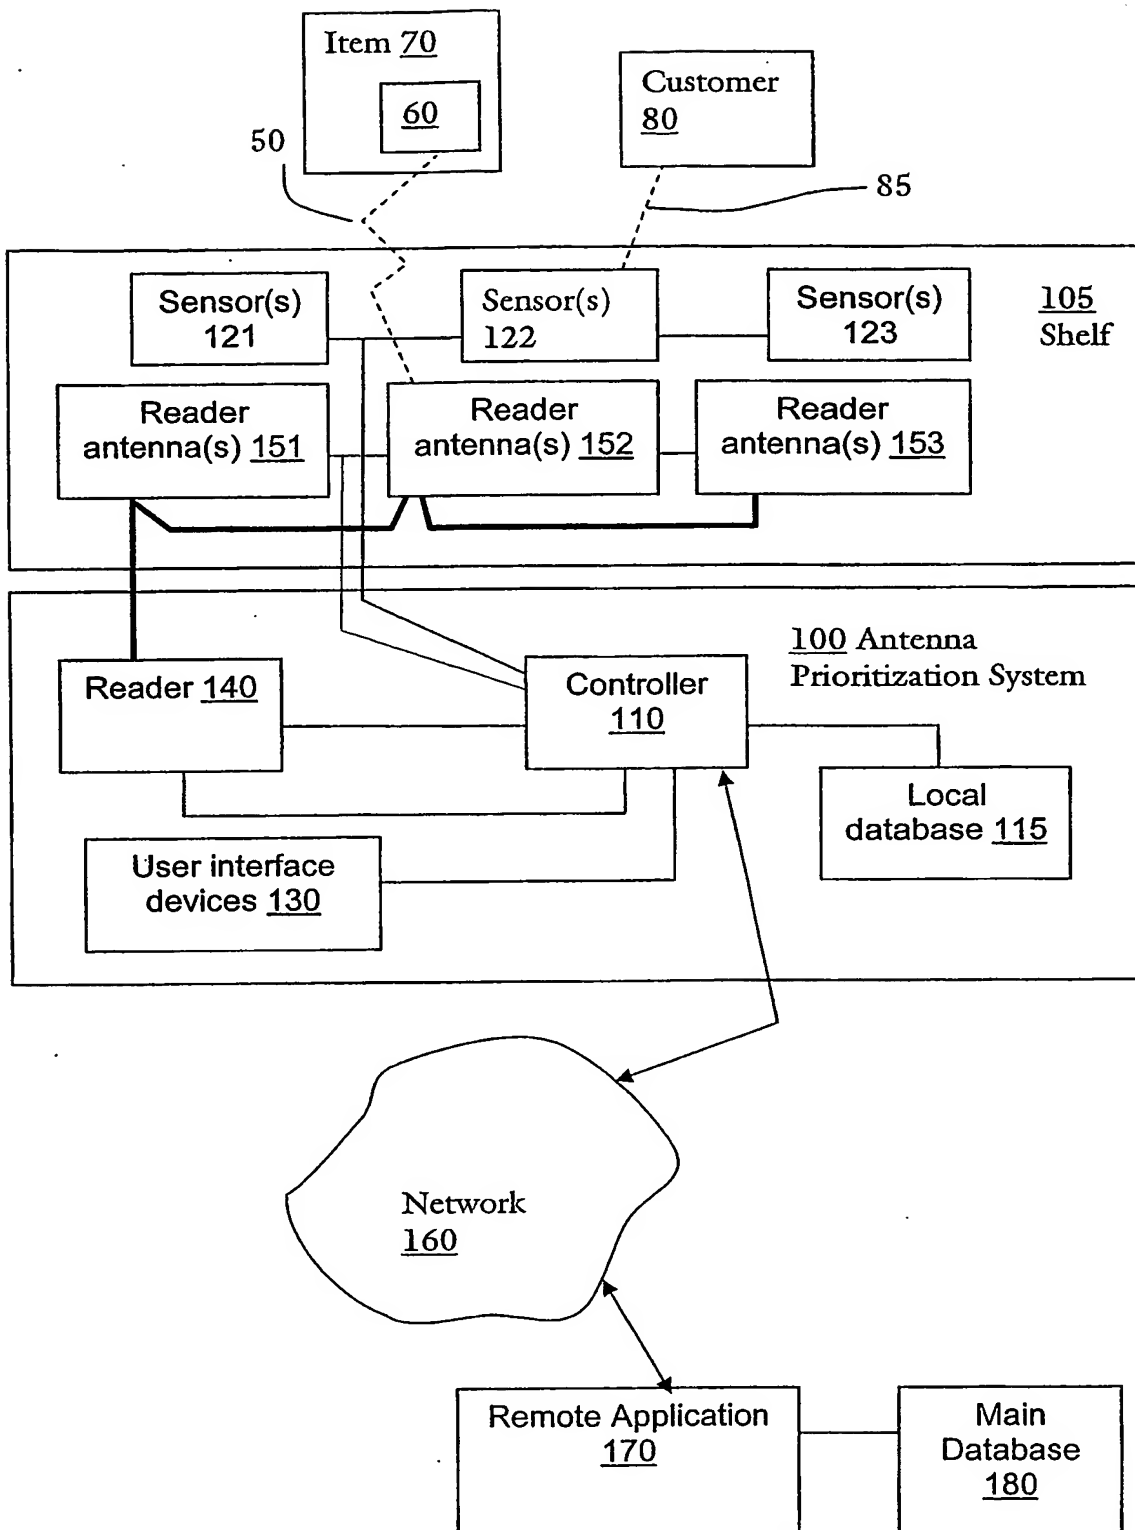 Item 70
60
Customer
80
50
85
Sensor(s)
121
Sensor(s)
122
Sensor(s)
123
105
Shelf
Reader
antenna(s) 151
Reader
antenna(s) 152
Reader
antenna(s) 153
100 Antenna
Prioritization System
Reader 140
Controller
110
Local
database 115
User interface
devices 130
Network
160
Remote Application
170
Main
Database
180